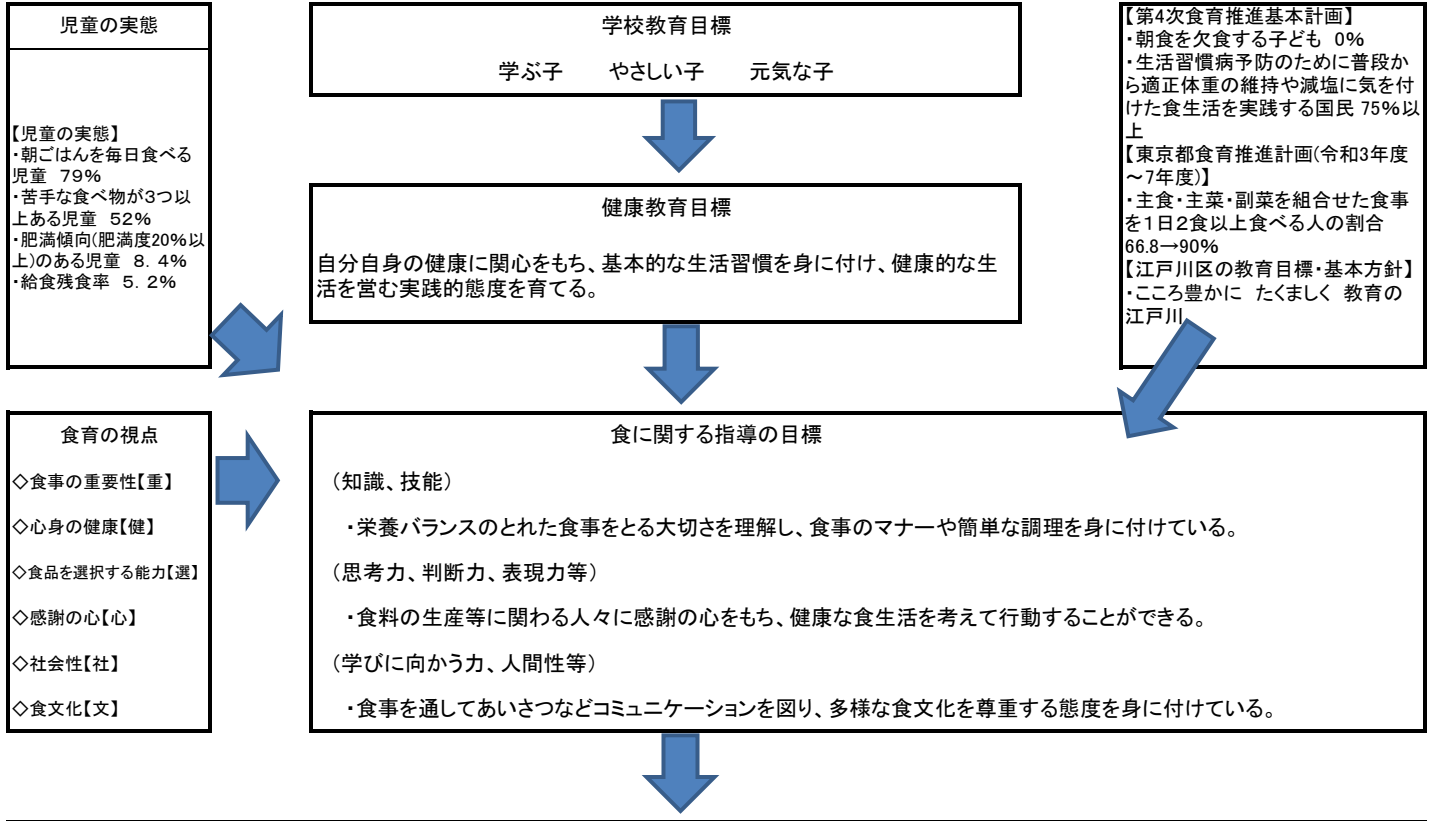 児童の実態
【児童の実態】
・朝ごはんを毎日食べる
児童 79%
・苦手な食べ物が3つ以
上ある児童 52%
・肥満傾向(肥満度20%以
上)のある児童 8.4%
・給食残食率 5.2%
学校教育目標
学ぶ子 やさしい子 元気な子
健康教育目標
自分自身の健康に関心をもち、基本的な生活習慣を身に付け、健康的な生
活を営む実践的態度を育てる。
【第4次食育推進基本計画】
・朝食を欠食する子ども 0%
・生活習慣病予防のために普段か
ら適正体重の維持や減塩に気を付
けた食生活を実践する国民 75%以
上
【東京都食育推進計画(令和3年度
~7年度)】
・主食・主菜・副菜を組合せた食事
を1日2食以上食べる人の割合
66.8→90%
【江戸川区の教育目標・基本方針】
・こころ豊かに たくましく 教育の
江戸川
食育の視点
◇食事の重要性【重】
◇心身の健康【健】
◇食品を選択する能力【選】
◇感謝の心【心】
◇社会性【社】
◇食文化【文】
食に関する指導の目標
(知識、技能)
・栄養バランスのとれた食事をとる大切さを理解し、食事のマナーや簡単な調理を身に付けている。
(思考力、判断力、表現力等)
・食料の生産等に関わる人々に感謝の心をもち、健康な食生活を考えて行動することができる。
(学びに向かう力、人間性等)
・食事を通してあいさつなどコミュニケーションを図り、多様な食文化を尊重する態度を身に付けている。